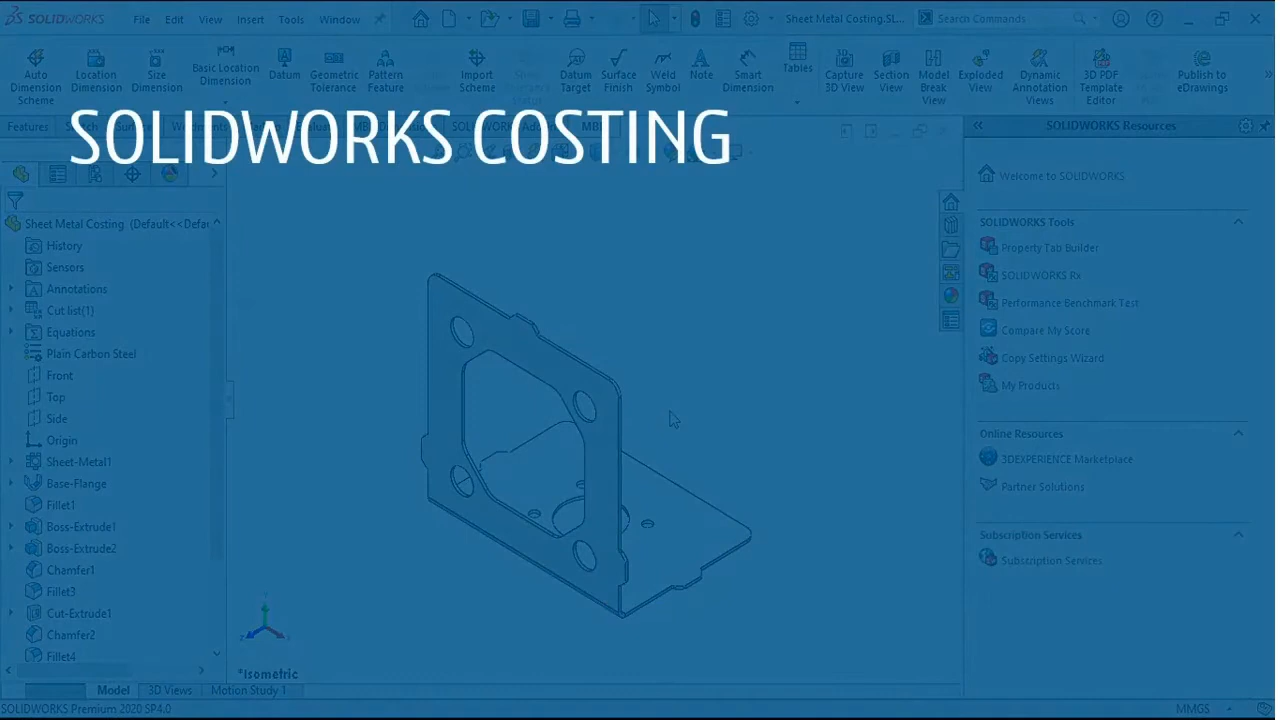 SOLIDWORKS File Edit View Insert Tools Window Sheet Metal Costing.SL... Search Commands
Auto Dimension Scheme
Location Dimension
Size Dimension
Basic Location Dimension
Datum
Geometric Tolerance
Pattern Feature
Import Scheme
Datum Target
Surface Finish
Weld Symbol
Note
Smart Dimension
Tables
Capture 3D View
Section View
Model Break View
Exploded View
Dynamic Annotation Views
3D PDF Template Editor
Publish to eDrawings
Features
SOLIDWORKS COSTING
SOLIDWORKS Resources
Welcome to SOLIDWORKS
Sheet Metal Costing (Default<<Defau
History
Sensors
Annotations
Cut list(1)
Equations
Plain Carbon Steel
Front
Top
Side
Origin
Sheet-Metal1
Base-Flange
Fillet1
Boss-Extrude1
Boss-Extrude2
Chamfer1
Fillet3
Cut-Extrude1
Chamfer2
Fillet4
SOLIDWORKS Tools
Property Tab Builder
SOLIDWORKS Rx
Performance Benchmark Test
Compare My Score
Copy Settings Wizard
My Products
Online Resources
3DEXPERIENCE Marketplace
Partner Solutions
Subscription Services
Subscription Services
*Isometric
Model 3D Views Motion Study 1
SOLIDWORKS Premium 2020 SP4.0 MMGS